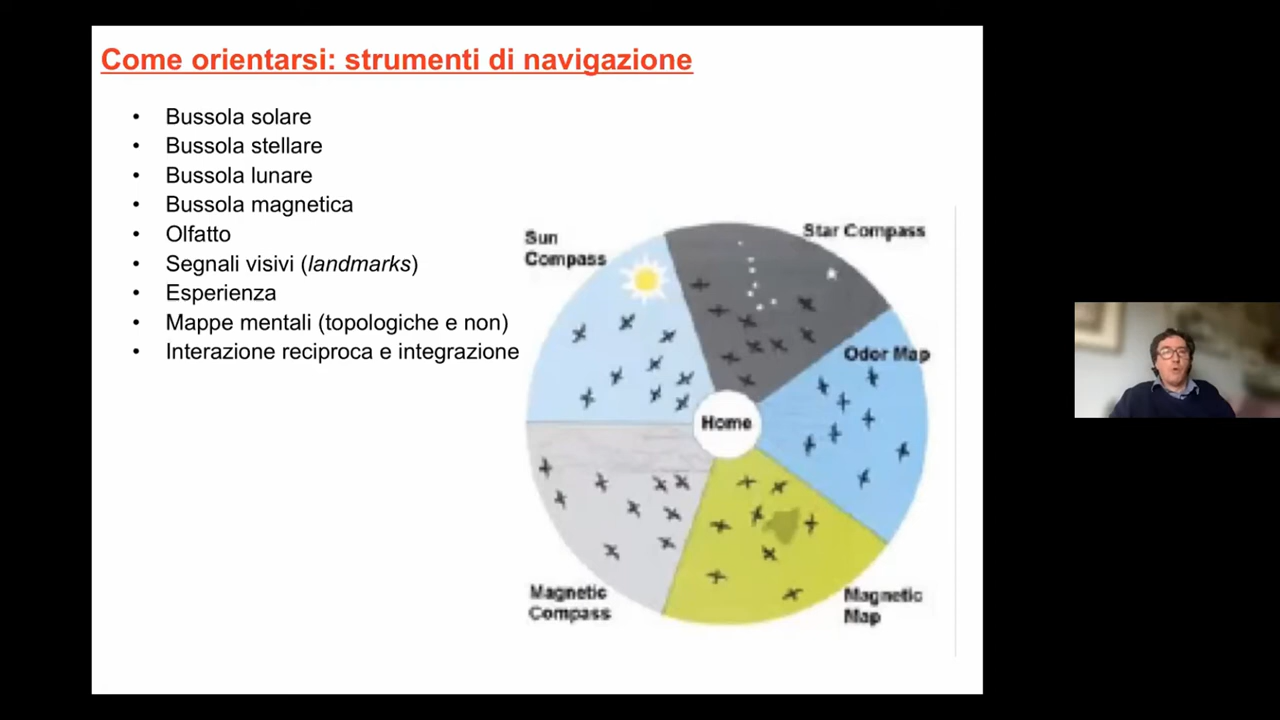 Come orientarsi: strumenti di navigazione
• Bussola solare
• Bussola stellare
• Bussola lunare
• Bussola magnetica
• Olfatto
• Segnali visivi (landmarks)
• Esperienza
• Mappe mentali (topologiche e non)
• Interazione reciproca e integrazione
Sun
Compass
Star Compass
Odor Map
Home
Magnetic
Compass
Magnetic
Map